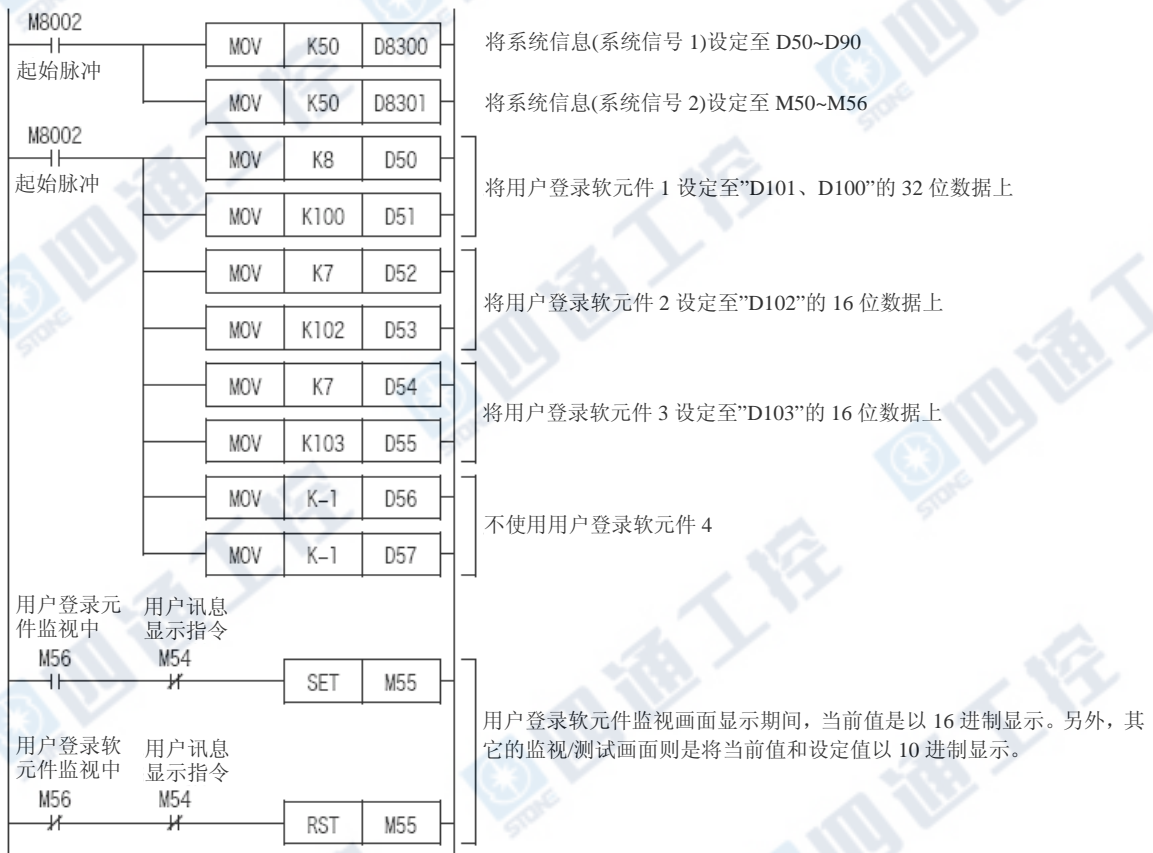 M8002
起始脉冲
MOV K50 D8300
将系统信息(系统信号 1)设定至 D50~D90
MOV K50 D8301
将系统信息(系统信号 2)设定至 M50~M56
M8002
起始脉冲
MOV K8 D50
MOV K100 D51
将用户登录软元件 1 设定至”D101、D100”的 32 位数据上
MOV K7 D52
MOV K102 D53
将用户登录软元件 2 设定至”D102”的 16 位数据上
MOV K7 D54
MOV K103 D55
将用户登录软元件 3 设定至”D103”的 16 位数据上
MOV K-1 D56
MOV K-1 D57
不使用用户登录软元件 4
用户登录元
件监视中
用户讯息
显示指令
M56 M54
SET M55
用户登录软元件监视画面显示期间，当前值是以 16 进制显示。另外，其
它的监视/测试画面则是将当前值和设定值以 10 进制显示。
用户登录软
元件监视中
用户讯息
显示指令
M56 M54
RST M55
四通工控
STONE